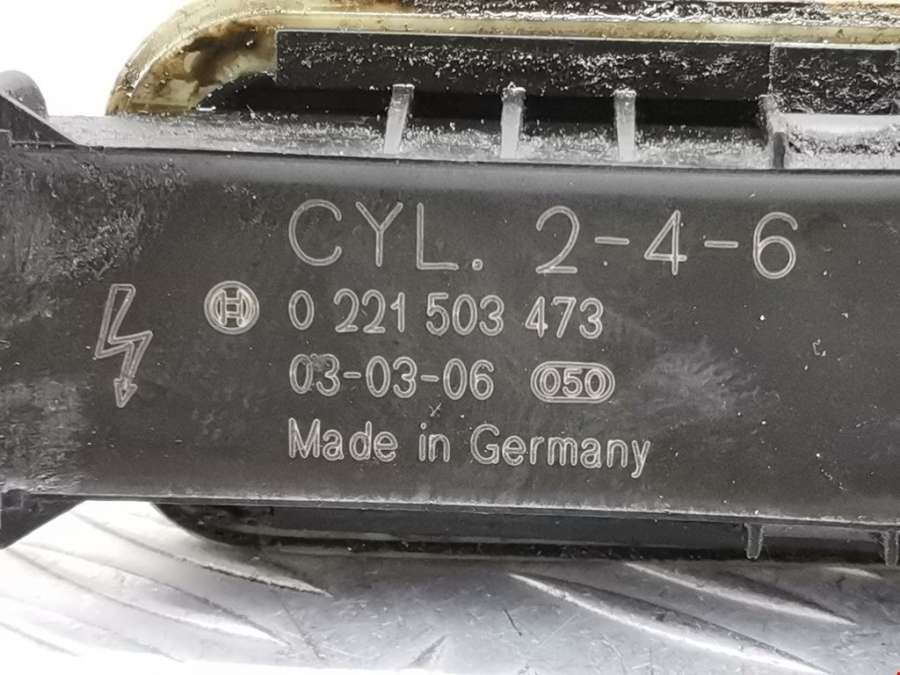 CYL. 2-4-6
0 221 503 473
03-03-06 050
Made in Germany